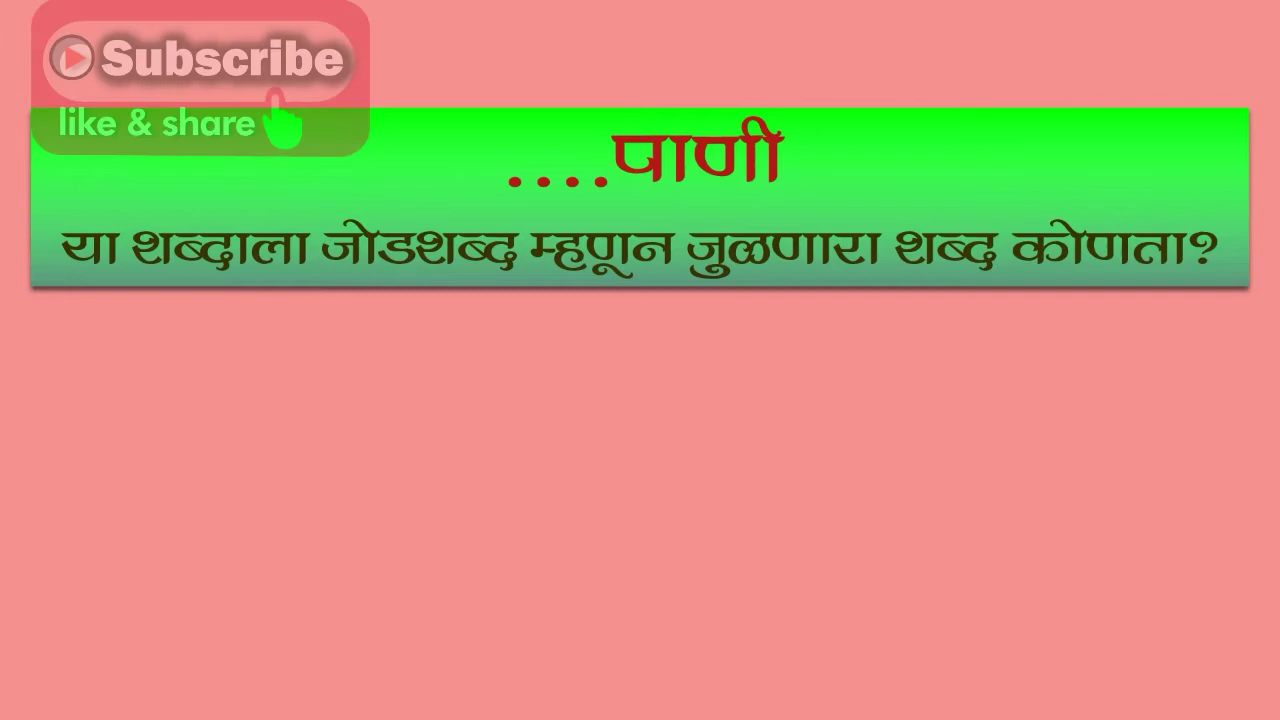 Subscribe
like & share
....पाणी
या शब्दाला जोडशब्द म्हणून जुळणारा शब्द कोणता?